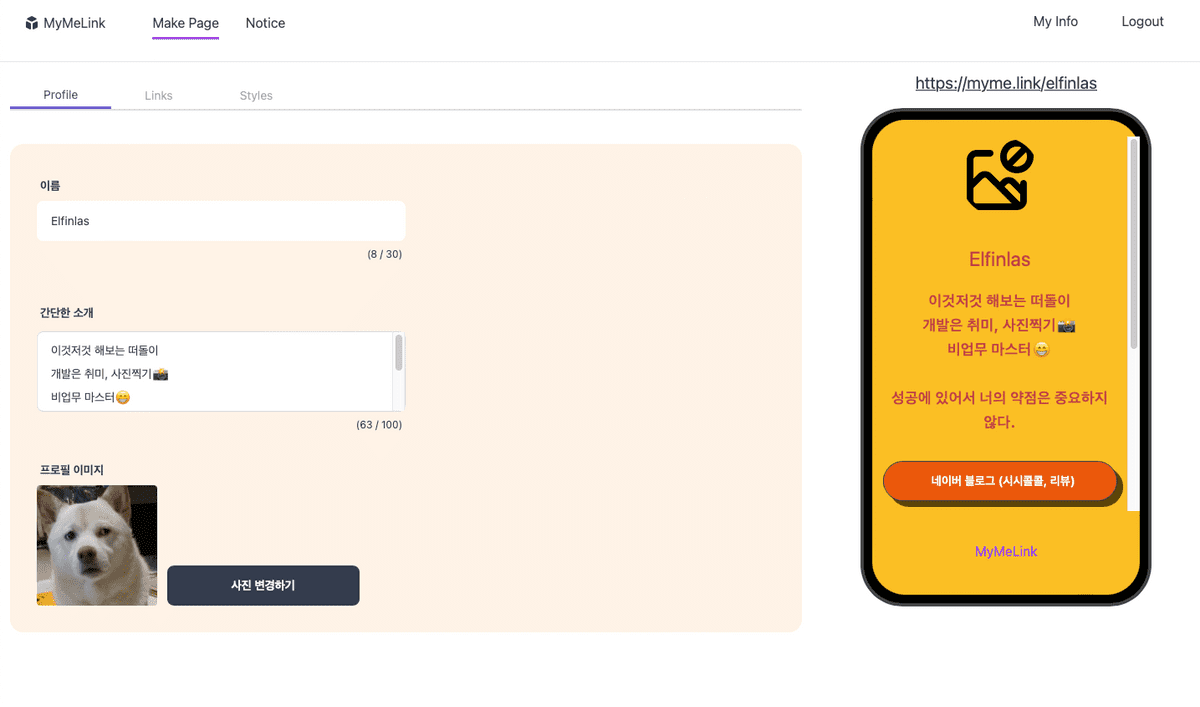 MyMeLink
Make Page
Notice
My Info
Logout
Profile
Links
Styles
이름
Elfinlas
(8 / 30)
간단한 소개
이것저것 해보는 떠돌이
개발은 취미, 사진찍기📸
비업무 마스터😁
(63 / 100)
프로필 이미지
사진 변경하기
https://myme.link/elfinlas
Elfinlas
이것저것 해보는 떠돌이
개발은 취미, 사진찍기📸
비업무 마스터😁
성공에 있어서 너의 약점은 중요하지
않다.
네이버 블로그 (시시콜콜, 리뷰)
MyMeLink